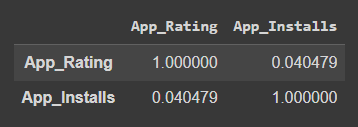 App_Rating App_Installs
App_Rating 1.000000 0.040479
App_Installs 0.040479 1.000000